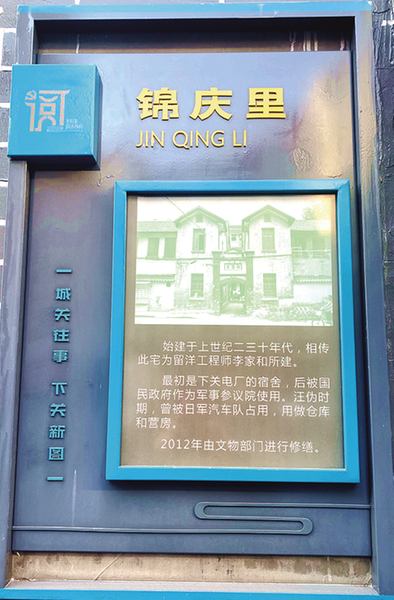 锦庆里
JIN QING LI
一城关往事 下关新图一
始建于上世纪二三十年代，相传
此宅为留洋工程师李家和所建。
最初是下关电厂的宿舍，后被国
民政府作为军事参议院使用。汪伪时
期，曾被日军汽车队占用，用做仓库
和营房。
2012年由文物部门进行修缮。